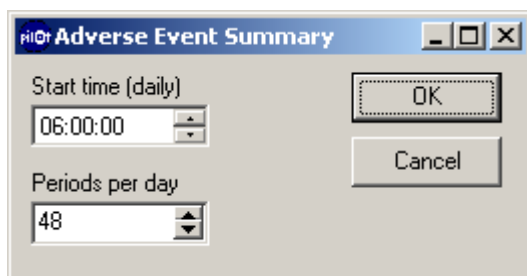 PilOt Adverse Event Summary
Start time (daily)
06:00:00
OK
Cancel
Periods per day
48